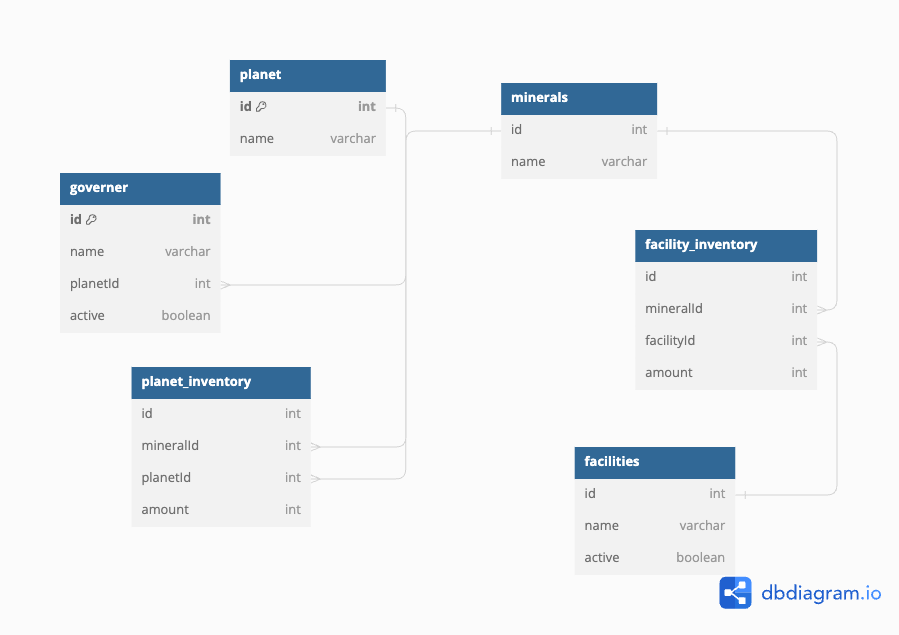 planet
id int
name varchar
minerals
id int
name varchar
governer
id int
name varchar
planetId int
active boolean
facility_inventory
id int
mineralId int
facilityId int
amount int
planet_inventory
id int
mineralId int
planetId int
amount int
facilities
id int
name varchar
active boolean
dbdiagram.io